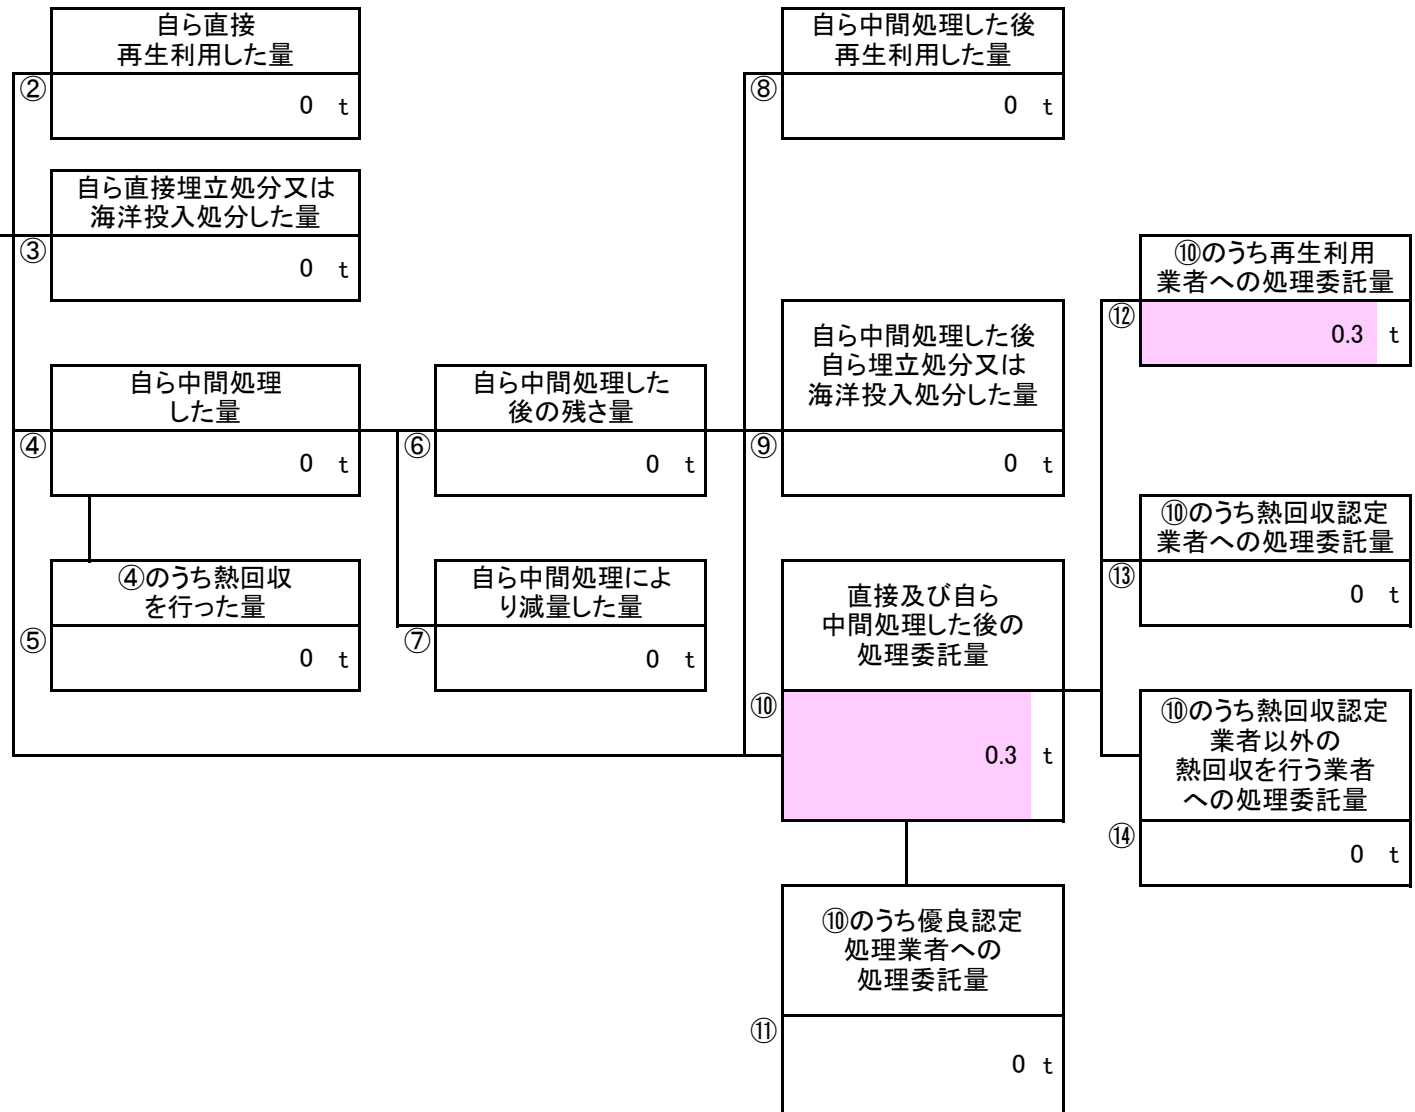 自ら直接
再生利用した量
②
0 t
自ら直接埋立処分又は
海洋投入処分した量
③
0 t
自ら中間処理
した量
④
0 t
④のうち熱回収
を行った量
⑤
0 t
自ら中間処理した
後の残さ量
⑥
0 t
自ら中間処理によ
り減量した量
⑦
0 t
自ら中間処理した後
再生利用した量
⑧
0 t
自ら中間処理した後
自ら埋立処分又は
海洋投入処分した量
⑨
0 t
直接及び自ら
中間処理した後の
処理委託量
⑩
0.3 t
⑩のうち優良認定
処理業者への
処理委託量
⑪
0 t
⑩のうち再生利用
業者への処理委託量
⑫
0.3 t
⑩のうち熱回収認定
業者への処理委託量
⑬
0 t
⑩のうち熱回収認定
業者以外の
熱回収を行う業者
への処理委託量
⑭
0 t